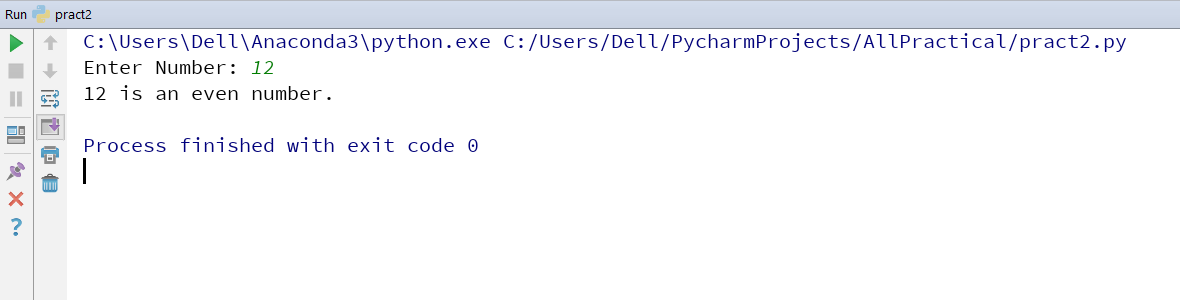 Run pract2
C:\Users\Dell\Anaconda3\python.exe C:/Users/Dell/PycharmProjects/AllPractical/pract2.py
Enter Number: 12
12 is an even number.
Process finished with exit code 0